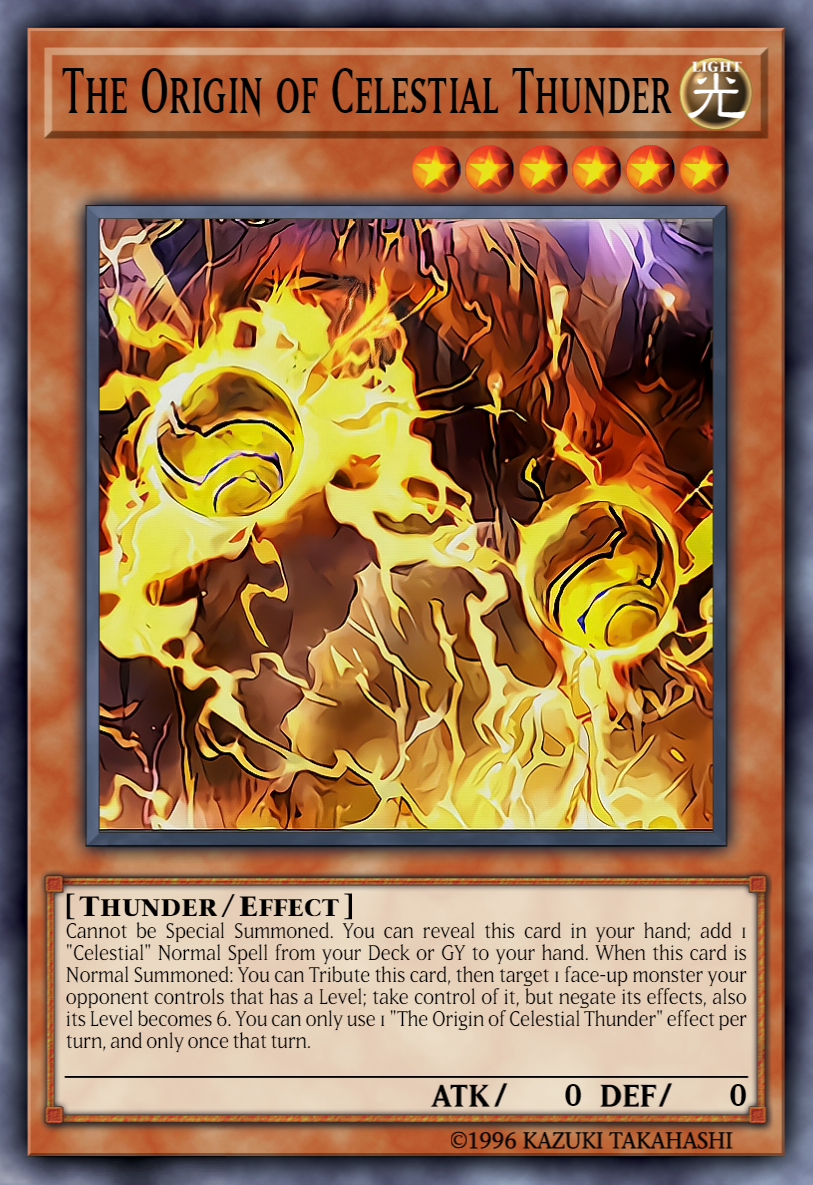 The Origin of Celestial Thunder
LIGHT
光
[Thunder/Effect]
Cannot be Special Summoned. You can reveal this card in your hand; add 1
"Celestial" Normal Spell from your Deck or GY to your hand. When this card is
Normal Summoned: You can Tribute this card, then target 1 face-up monster your
opponent controls that has a Level; take control of it, but negate its effects, also
its Level becomes 6. You can only use 1 "The Origin of Celestial Thunder" effect per
turn, and only once that turn.
ATK/ 0 DEF/ 0
©1996 KAZUKI TAKAHASHI